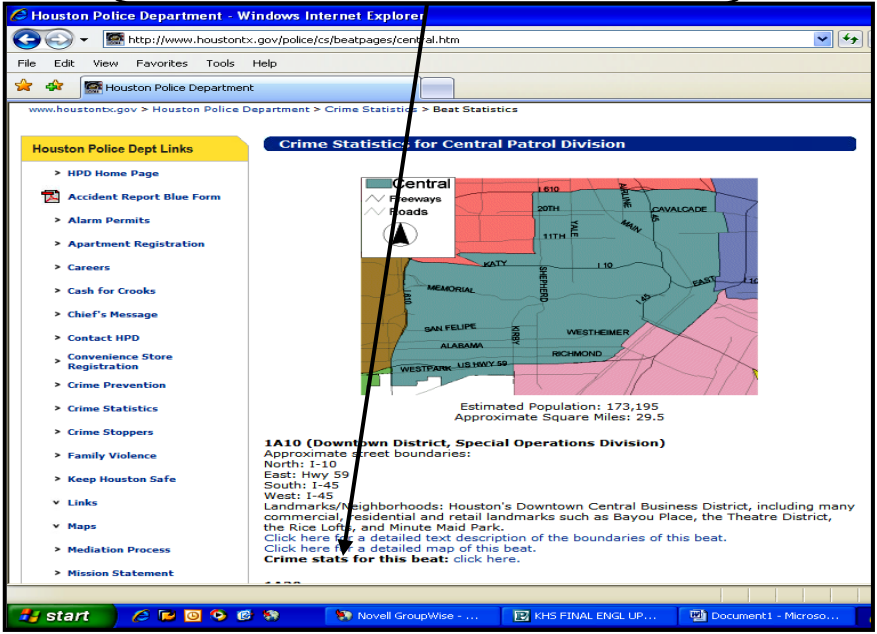 Houston Police Department - Windows Internet Explorer
http://www.houstontx.gov/police/cs/beatpages/central.htm
File Edit View Favorites Tools Help
Houston Police Department
www.houstontx.gov > Houston Police Department > Crime Statistics > Beat Statistics
Houston Police Dept Links
> HPD Home Page
Accident Report Blue Form
> Alarm Permits
> Apartment Registration
> Careers
> Cash for Crooks
> Chief's Message
> Contact HPD
> Convenience Store
Registration
> Crime Prevention
> Crime Statistics
> Crime Stoppers
> Family Violence
> Keep Houston Safe
Links
Maps
> Mediation Process
> Mission Statement
Crime Statistics for Central Patrol Division
Central
Freeways
Roads
I 610
20TH
AIRLINE
CAVALCADE
YALE
MAIN
I 45
11TH
KATY
SHEPHERD
I 10
EAST
I 10
I 610
MEMORIAL
I 45
SAN FELIPE
KIRBY
WESTHEIMER
ALABAMA
RICHMOND
WESTPARK US HWY 59
Estimated Population: 173,195
Approximate Square Miles: 29.5
1A10 (Downtown District, Special Operations Division)
Approximate street boundaries:
North: I-10
East: Hwy 59
South: I-45
West: I-45
Landmarks/Neighborhoods: Houston's Downtown Central Business District, including many
commercial, residential and retail landmarks such as Bayou Place, the Theatre District,
the Rice Lofts, and Minute Maid Park.
Click here for a detailed text description of the boundaries of this beat.
Click here for a detailed map of this beat.
Crime stats for this beat: click here.
start
Novell GroupWise - ...
KHS FINAL ENGL UP...
Document1 - Microso...